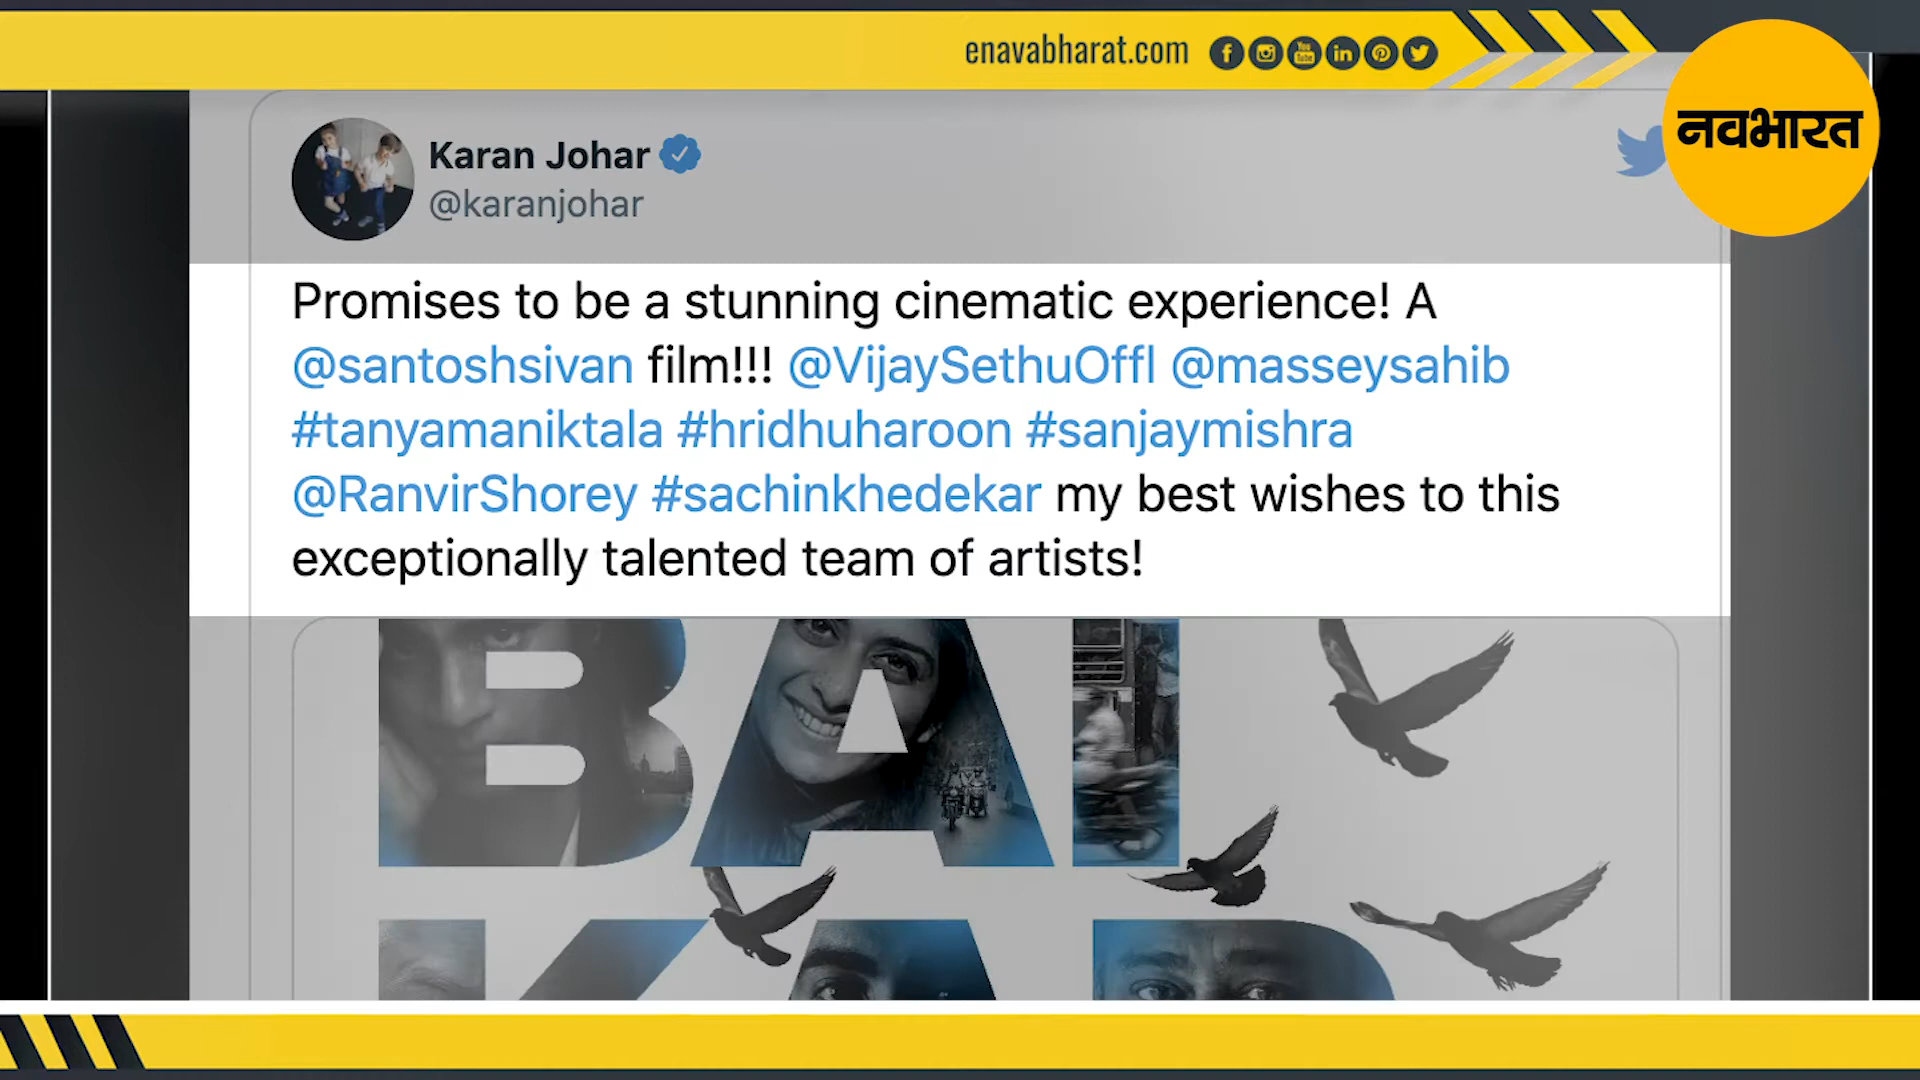 enavabharat.com
नवभारत
Karan Johar
@karanjohar
Promises to be a stunning cinematic experience! A
@santoshsivan film!!! @VijaySethuOffl @masseysahib
#tanyamaniktala #hridhuharoon #sanjaymishra
@RanvirShorey #sachinkhedekar my best wishes to this
exceptionally talented team of artists!
BAI